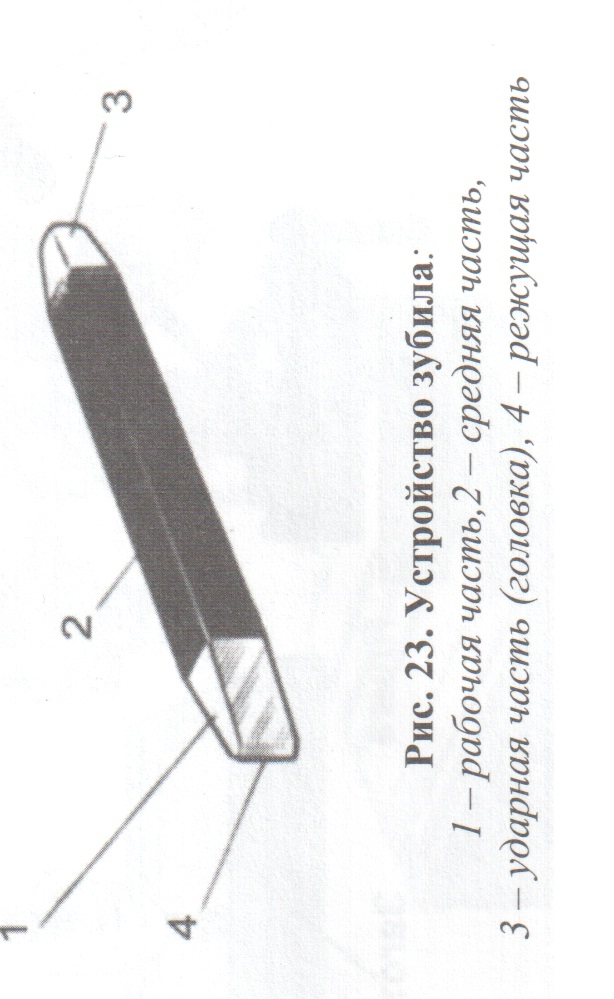 1
2
3
4
Рис. 23. Устройство зубила:
1 – рабочая часть,2 – средняя часть,
3 – ударная часть (головка), 4 – режущая часть